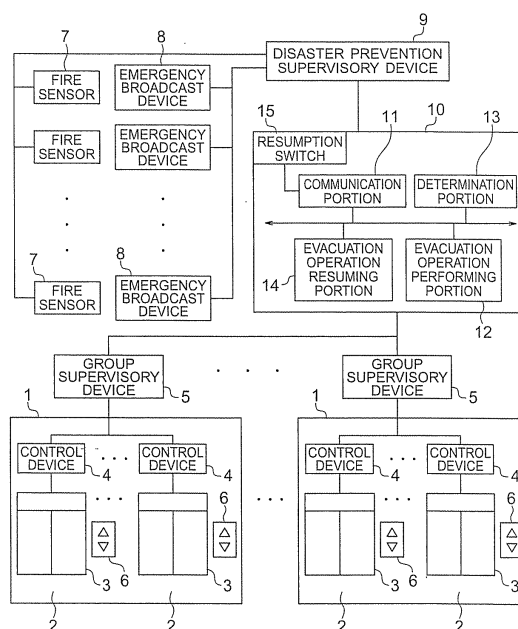 9
7
8
DISASTER PREVENTION
SUPERVISORY DEVICE
FIRE
SENSOR
EMERGENCY
BROADCAST
DEVICE
15
11
10
13
FIRE
SENSOR
EMERGENCY
BROADCAST
DEVICE
RESUMPTION
SWITCH
COMMUNICATION
PORTION
DETERMINATION
PORTION
7
8
FIRE
SENSOR
EMERGENCY
BROADCAST
DEVICE
EVACUATION
OPERATION
RESUMING
PORTION
EVACUATION
OPERATION
PERFORMING
PORTION
14
12
GROUP
SUPERVISORY
DEVICE
GROUP
SUPERVISORY
DEVICE
1
5
1
5
CONTROL
DEVICE
CONTROL
DEVICE
CONTROL
DEVICE
CONTROL
DEVICE
4
4
4
4
6
6
6
6
3
3
3
3
2
2
2
2